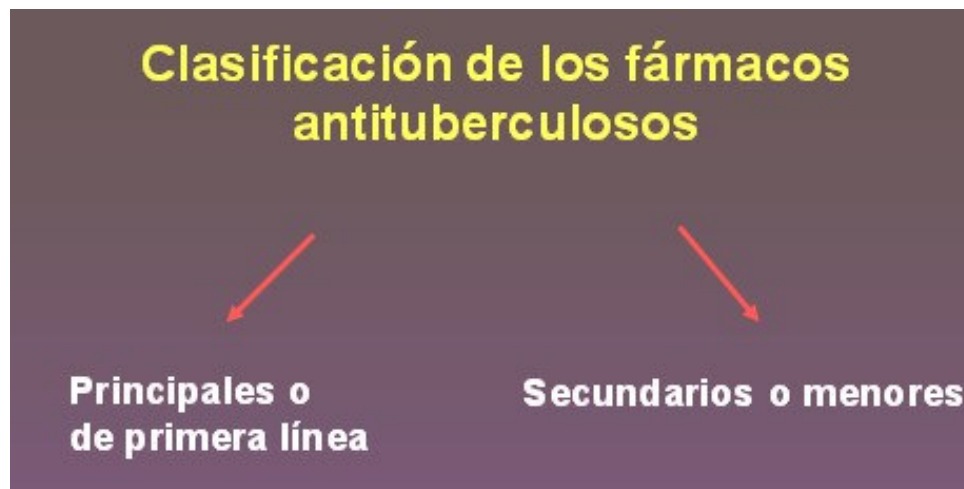 Clasificación de los fármacos
antituberculosos
Principales o
de primera línea
Secundarios o menores